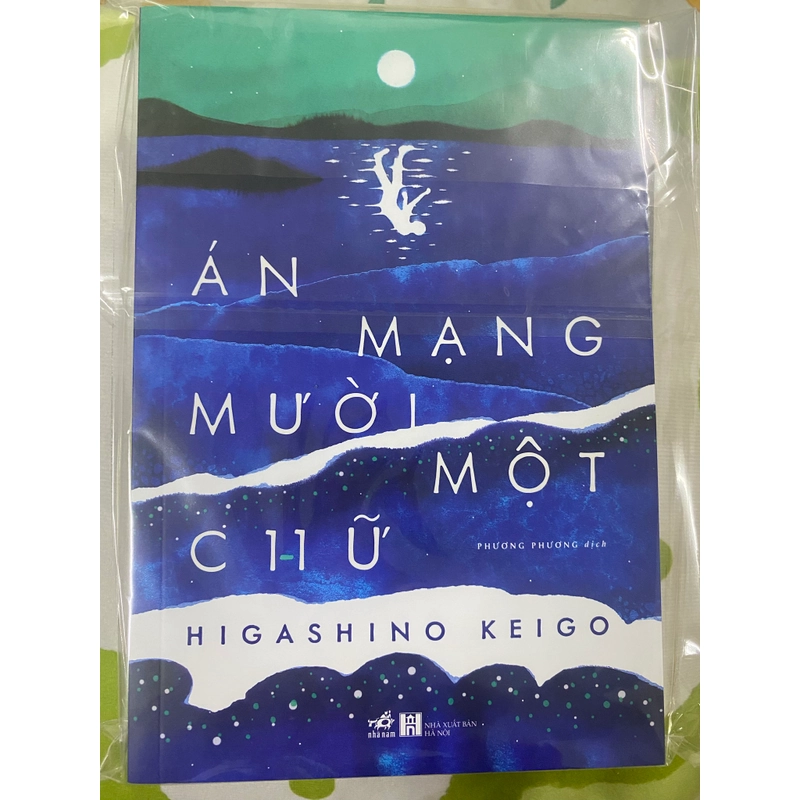 ÁN
MẠNG
MƯỜI
MỘT
CHỮ
PHƯƠNG PHƯƠNG dịch
HIGASHINO KEIGO
nhã nam
NHÀ XUẤT BẢN
HÀ NỘI